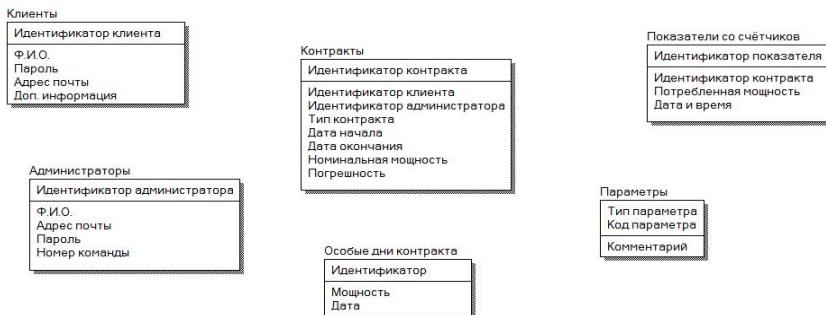 Клиенты
Идентификатор клиента
Ф.И.О.
Пароль
Адрес почты
Доп. информация
Контракты
Идентификатор контракта
Идентификатор клиента
Идентификатор администратора
Тип контракта
Дата начала
Дата окончания
Номинальная мощность
Погрешность
Показатели со счётчиков
Идентификатор показателя
Идентификатор контракта
Потребленная мощность
Дата и время
Администраторы
Идентификатор администратора
Ф.И.О.
Адрес почты
Пароль
Номер команды
Параметры
Тип параметра
Код параметра
Комментарий
Особые дни контракта
Идентификатор
Мощность
Дата